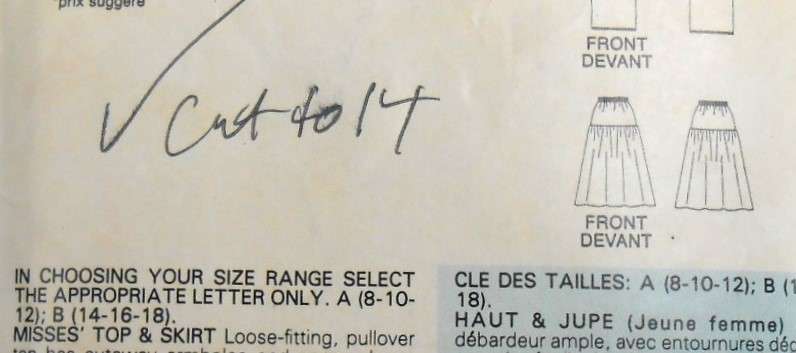 *prix suggéré
FRONT
DEVANT
✓ Cut to 14
FRONT
DEVANT
IN CHOOSING YOUR SIZE RANGE SELECT
THE APPROPRIATE LETTER ONLY. A (8-10-
12); B (14-16-18).
MISSES' TOP & SKIRT Loose-fitting, pullover
CLE DES TAILLES: A (8-10-12); B (1
18).
HAUT & JUPE (Jeune femme)
débardeur ample, avec entournures déc